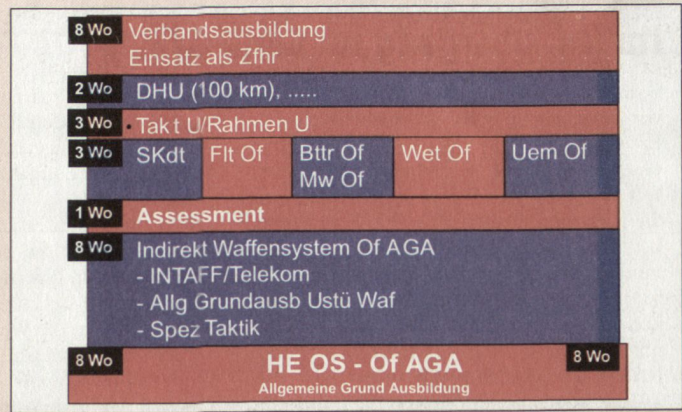 8 Wo Verbandsausbildung
Einsatz als Zfhr
2 Wo DHU (100 km), .....
3 Wo Takt U/Rahmen U
3 Wo SKdt Flt Of Bttr Of Wet Of Uem Of
Mw Of
1 Wo Assessment
8 Wo Indirekt Waffensystem Of AGA
- INTAFF/Telekom
- Allg Grundausb Ustü Waf
- Spez Taktik
8 Wo HE OS - Of AGA 8 Wo
Allgemeine Grund Ausbildung